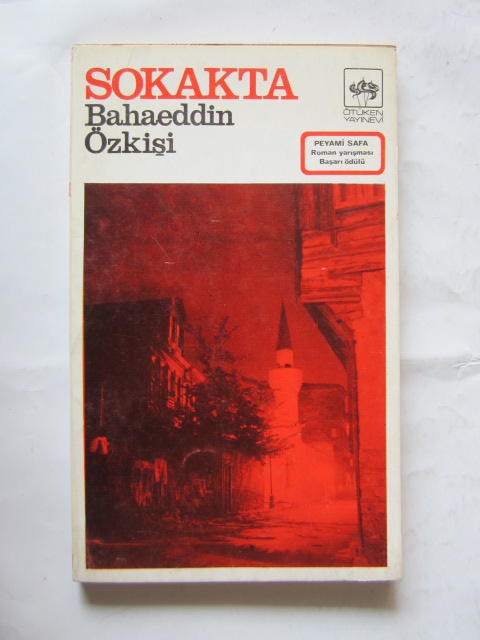 SOKAKTA
Bahaeddin
Özkişi
ÖTÜKEN
YAYINEVİ
PEYAMİ SAFA
Roman yarışması
Başarı ödülü